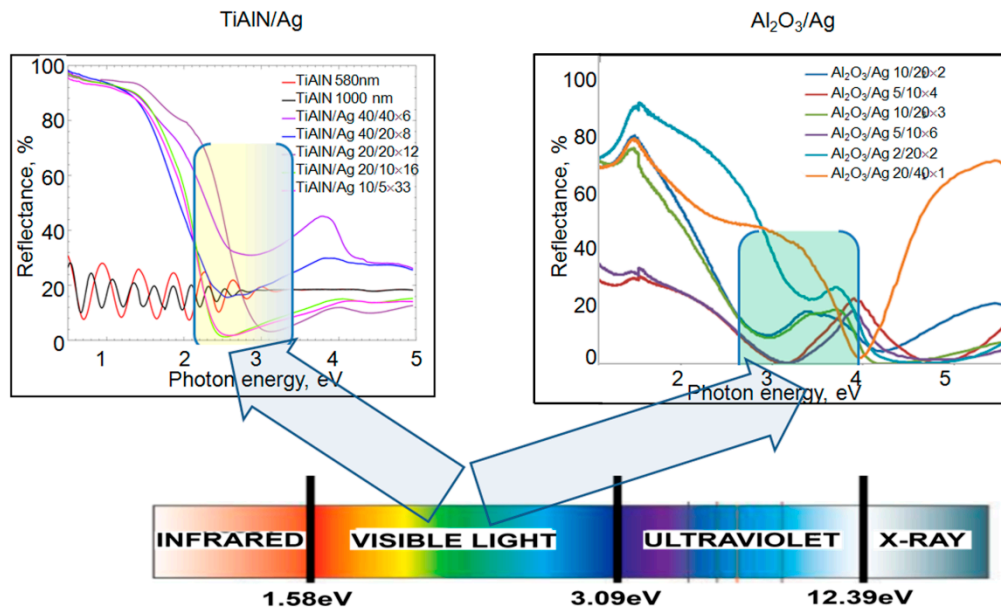 TiAlN/Ag
100
80
60
40
20
0
Reflectance, %
TiAlN 580nm
TiAlN 1000 nm
TiAlN/Ag 40/40×6
TiAlN/Ag 40/20×8
TiAlN/Ag 20/20×12
TiAlN/Ag 20/10×16
TiAlN/Ag 10/5×33
1 2 3 4 5
Photon energy, eV
Al₂O₃/Ag
100
80
60
40
20
0
Reflectance, %
Al₂O₃/Ag 10/20×2
Al₂O₃/Ag 5/10×4
Al₂O₃/Ag 10/20×3
Al₂O₃/Ag 5/10×6
Al₂O₃/Ag 2/20×2
Al₂O₃/Ag 20/40×1
2 3 4 5
Photon energy, eV
INFRARED VISIBLE LIGHT ULTRAVIOLET X-RAY
1.58eV 3.09eV 12.39eV